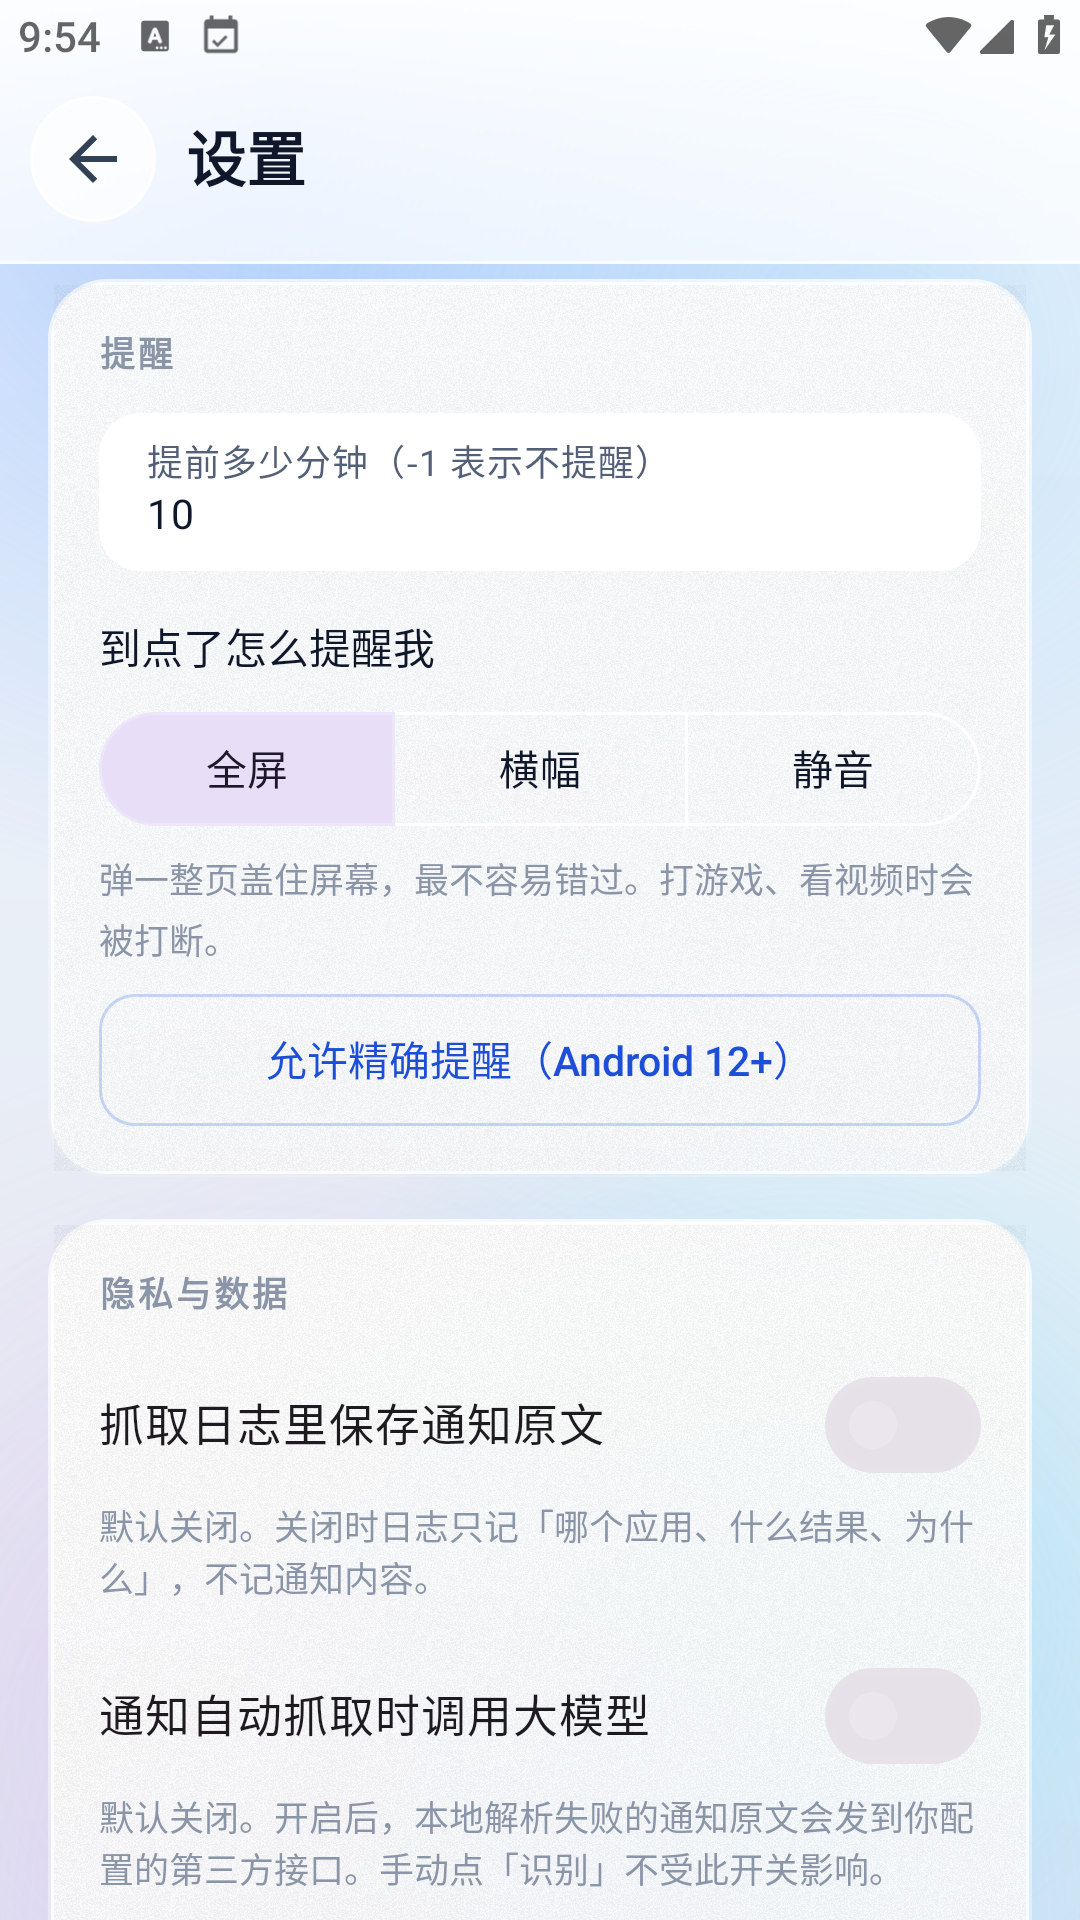 9:54
设置
提醒
提前多少分钟（-1 表示不提醒）
10
到点了怎么提醒我
全屏
横幅
静音
弹一整页盖住屏幕，最不容易错过。打游戏、看视频时会
被打断。
允许精确提醒（Android 12+）
隐私与数据
抓取日志里保存通知原文
默认关闭。关闭时日志只记「哪个应用、什么结果、为什
么」，不记通知内容。
通知自动抓取时调用大模型
默认关闭。开启后，本地解析失败的通知原文会发到你配
置的第三方接口。手动点「识别」不受此开关影响。